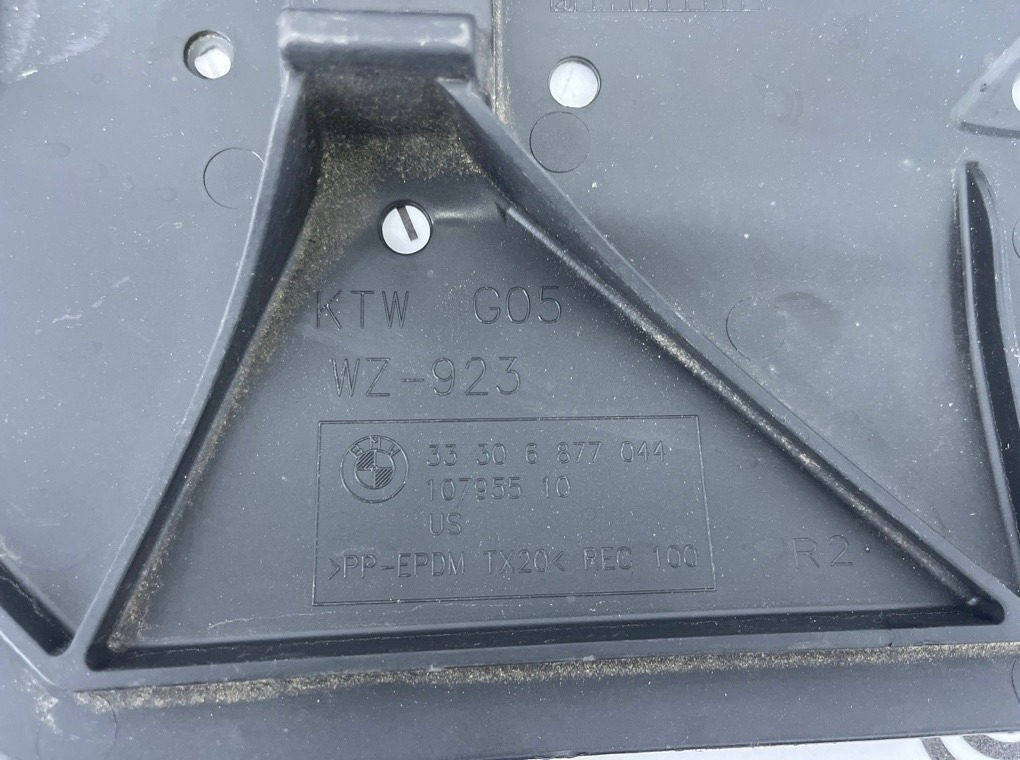 KTW G05
WZ-923
BMW
33 30 6 877 044
107955 10
US
>PP-EPDM TX20< REC 100
R2